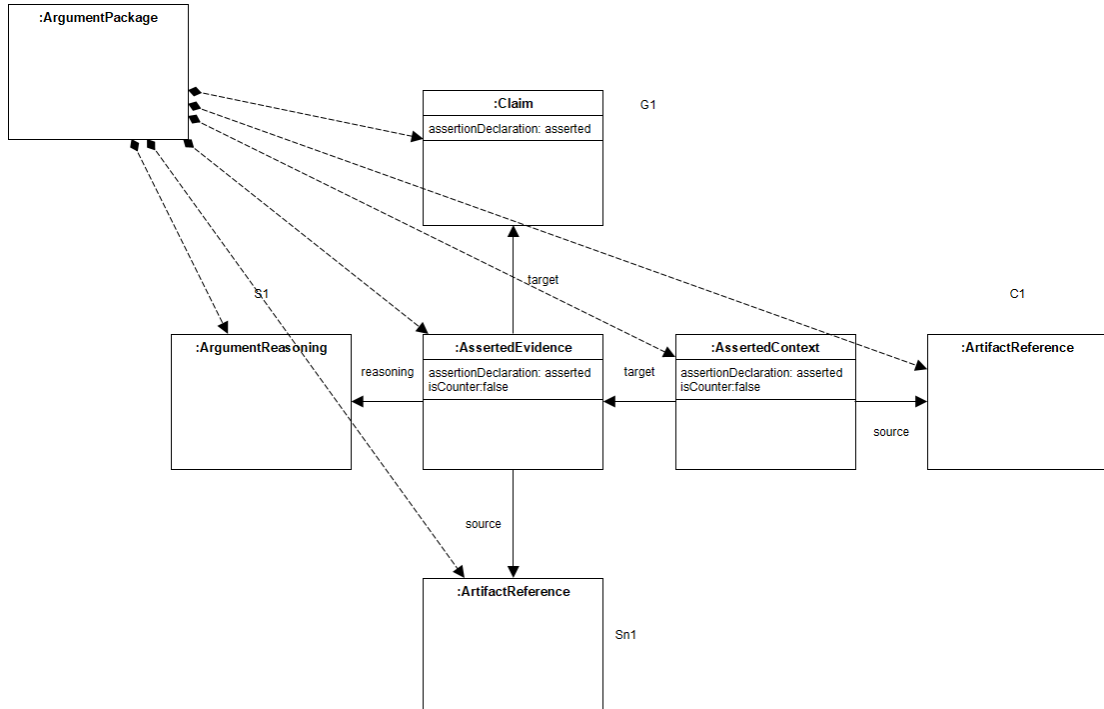 :ArgumentPackage
:Claim
G1
assertionDeclaration: asserted
target
S1
C1
:ArgumentReasoning
:AssertedEvidence
:AssertedContext
:ArtifactReference
reasoning
assertionDeclaration: asserted
isCounter:false
target
assertionDeclaration: asserted
isCounter:false
source
source
:ArtifactReference
Sn1